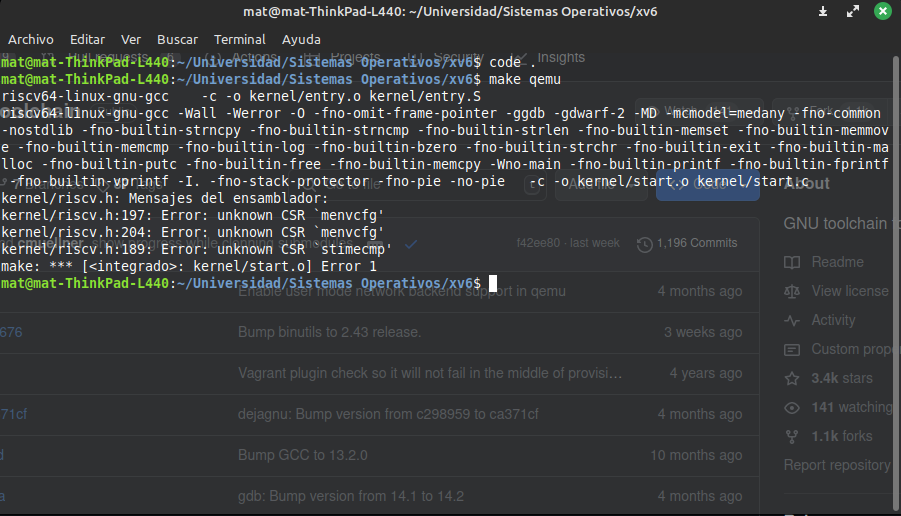 mat@mat-ThinkPad-L440: ~/Universidad/Sistemas Operativos/xv6
Archivo Editar Ver Buscar Terminal Ayuda
Pull requests Actions Projects Security Insights
mat@mat-ThinkPad-L440:~/Universidad/Sistemas Operativos/xv6$ code .
mat@mat-ThinkPad-L440:~/Universidad/Sistemas Operativos/xv6$ make qemu
riscv64-linux-gnu-gcc    -c -o kernel/entry.o kernel/entry.S
riscv64-linux-gnu-gcc -Wall -Werror -O -fno-omit-frame-pointer -ggdb -gdwarf-2 -MD -mcmodel=medany -fno-common
-nostdlib -fno-builtin-strncpy -fno-builtin-strncmp -fno-builtin-strlen -fno-builtin-memset -fno-builtin-memmov
e -fno-builtin-memcmp -fno-builtin-log -fno-builtin-bzero -fno-builtin-strchr -fno-builtin-exit -fno-builtin-ma
lloc -fno-builtin-putc -fno-builtin-free -fno-builtin-memcpy -Wno-main -fno-builtin-printf -fno-builtin-fprintf
-fno-builtin-vprintf -I. -fno-stack-protector -fno-pie -no-pie   -c -o kernel/start.o kernel/start.c
kernel/riscv.h: Mensajes del ensamblador:
kernel/riscv.h:197: Error: unknown CSR `menvcfg'
kernel/riscv.h:204: Error: unknown CSR `menvcfg'
kernel/riscv.h:189: Error: unknown CSR `stimecmp'
make: *** [<integrado>: kernel/start.o] Error 1
mat@mat-ThinkPad-L440:~/Universidad/Sistemas Operativos/xv6$
f42ee80 · last week
1,196 Commits
Enable user mode network backend support in qemu
4 months ago
676
Bump binutils to 2.43 release.
3 weeks ago
Vagrant plugin check so it will not fail in the middle of provisi…
4 years ago
71cf
dejagnu: Bump version from c298959 to ca371cf
4 months ago
Bump GCC to 13.2.0
10 months ago
gdb: Bump version from 14.1 to 14.2
4 months ago
About
GNU toolchain
Readme
View license
Activity
Custom prope
3.4k stars
141 watching
1.1k forks
Report repository